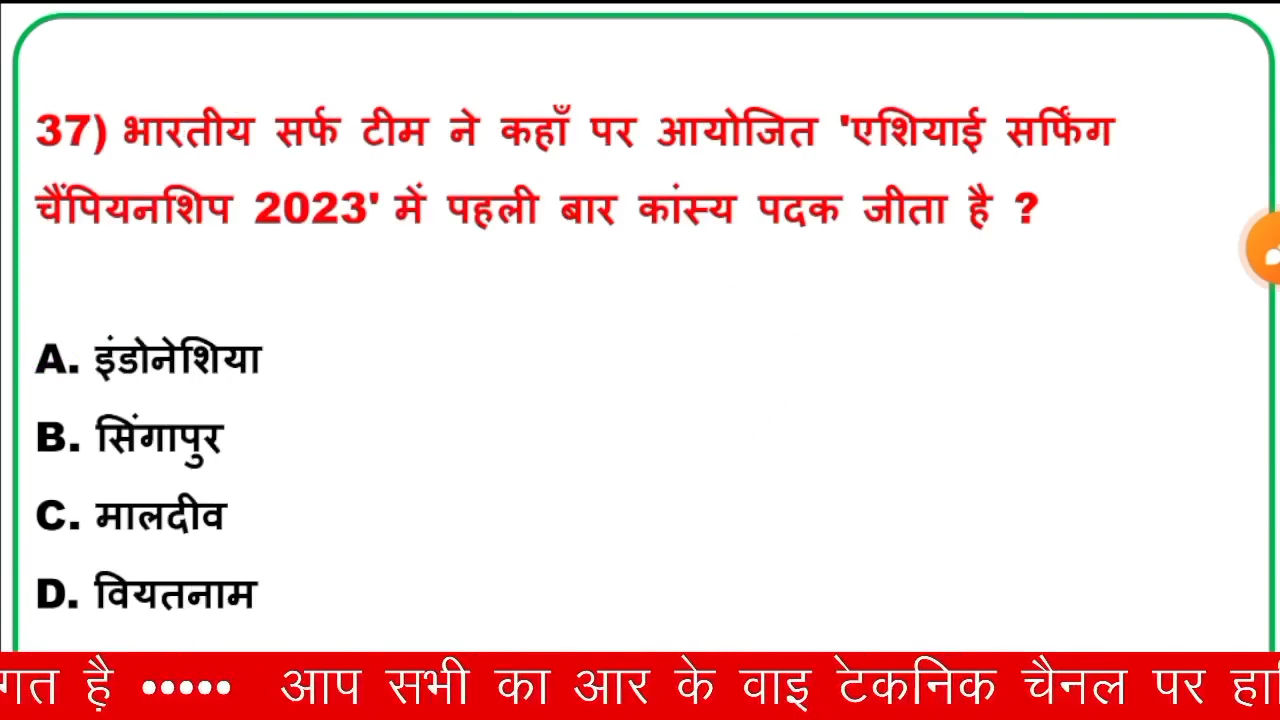 37) भारतीय सर्फ टीम ने कहाँ पर आयोजित 'एशियाई सर्फिंग
चैंपियनशिप 2023' में पहली बार कांस्य पदक जीता है ?
A. इंडोनेशिया
B. सिंगापुर
C. मालदीव
D. वियतनाम
गत है़ ••••• आप सभी का आर के वाइ टेकनिक चैनल पर हा